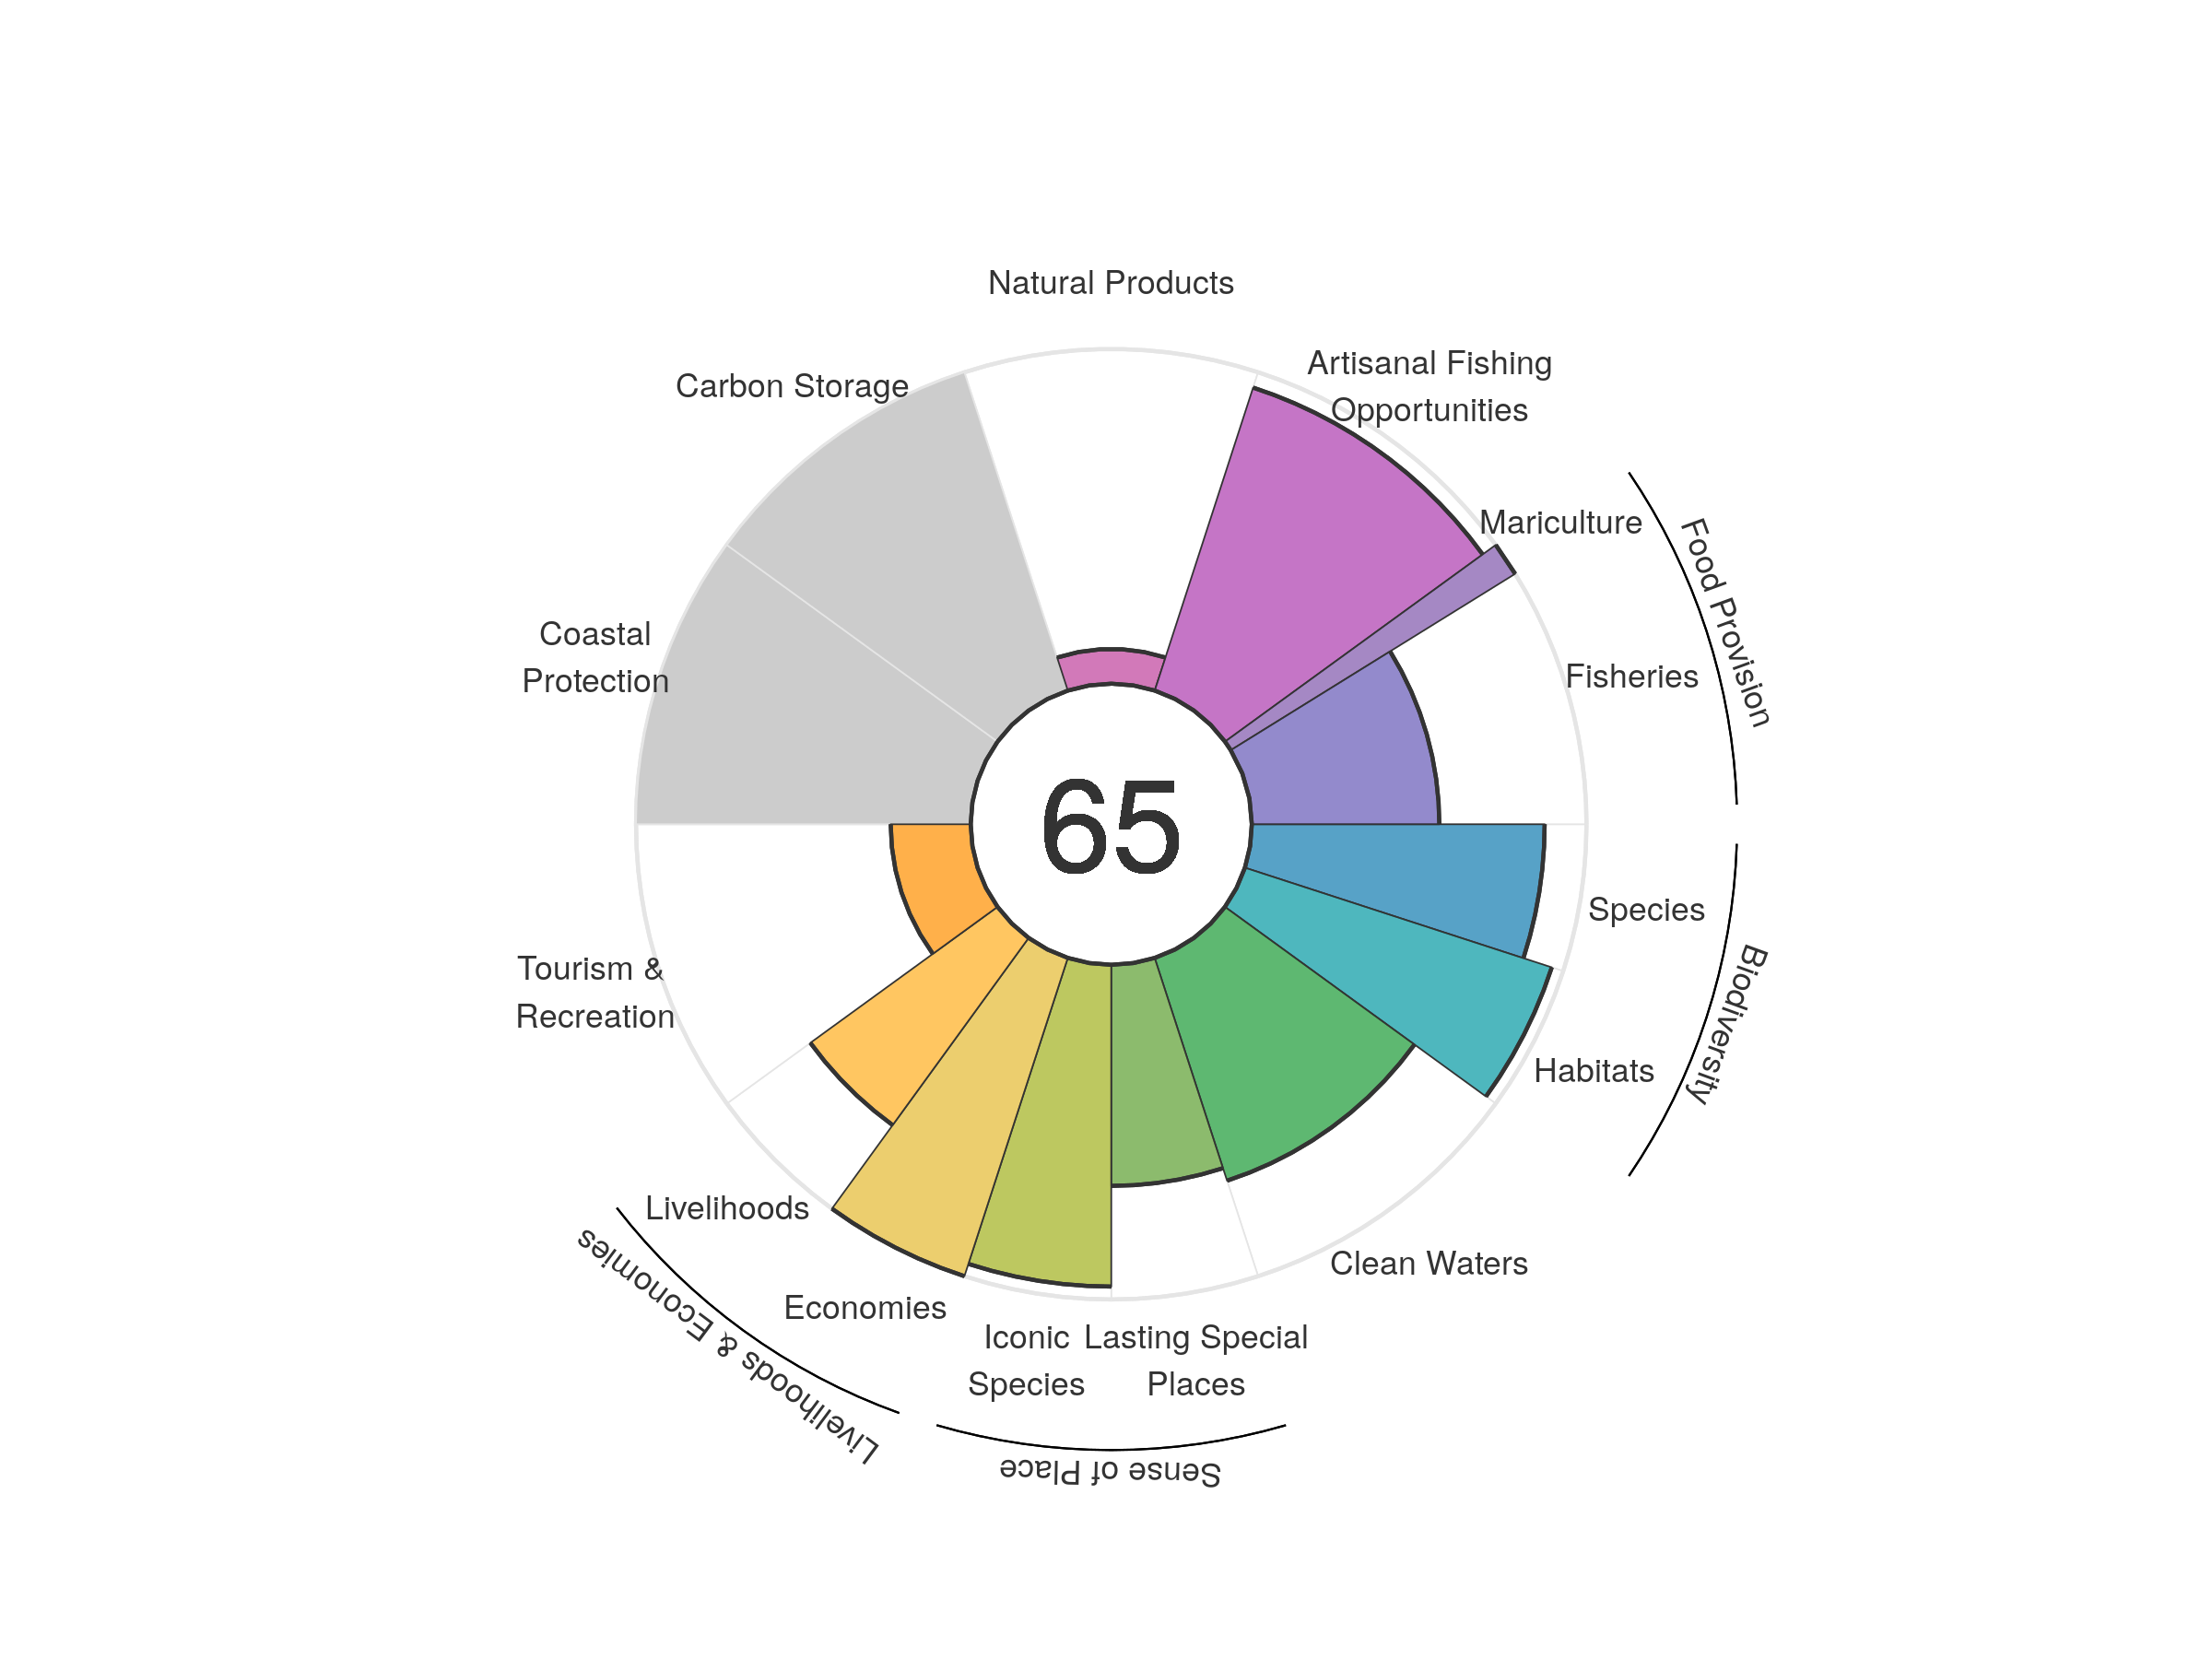 Natural Products
Artisanal Fishing
Opportunities
Carbon Storage
Mariculture
Food Provision
Coastal
Protection
Fisheries
65
Species
Biodiversity
Tourism &
Recreation
Habitats
Livelihoods
Clean Waters
Livelihoods & Economies
Economies
Iconic
Species
Lasting Special
Places
Sense of Place